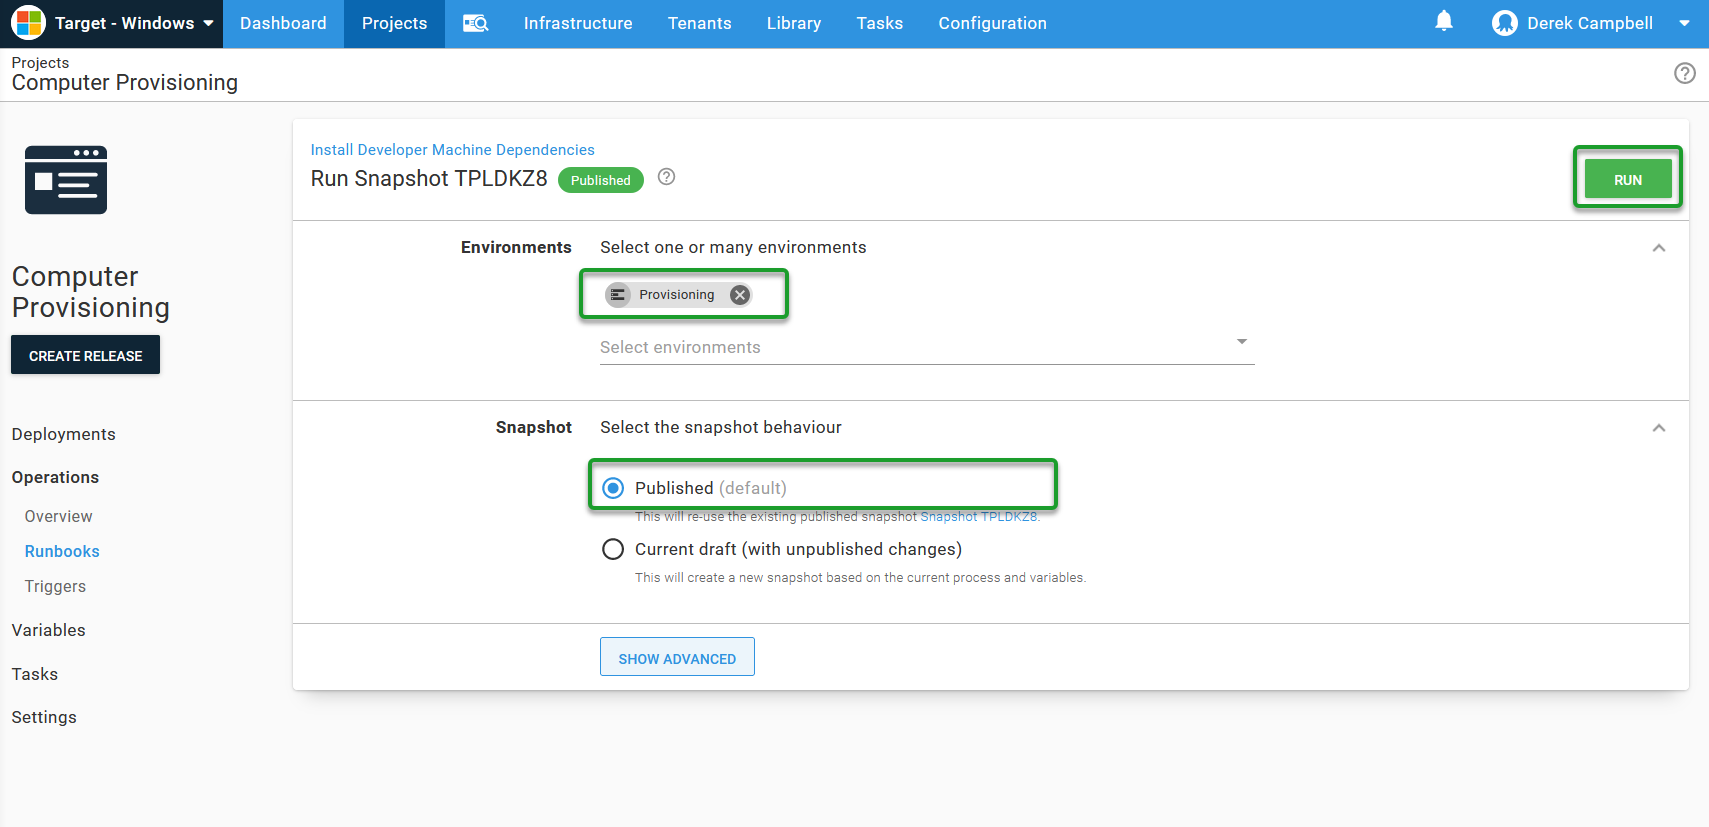 Target - Windows Dashboard Projects Infrastructure Tenants Library Tasks Configuration Derek Campbell
Projects
Computer Provisioning
Install Developer Machine Dependencies
Run Snapshot TPLDKZ8 Published
RUN
Computer
Provisioning
CREATE RELEASE
Deployments
Operations
Overview
Runbooks
Triggers
Variables
Tasks
Settings
Environments Select one or many environments
Provisioning
Select environments
Snapshot Select the snapshot behaviour
Published (default)
This will re-use the existing published snapshot Snapshot TPLDKZ8.
Current draft (with unpublished changes)
This will create a new snapshot based on the current process and variables.
SHOW ADVANCED